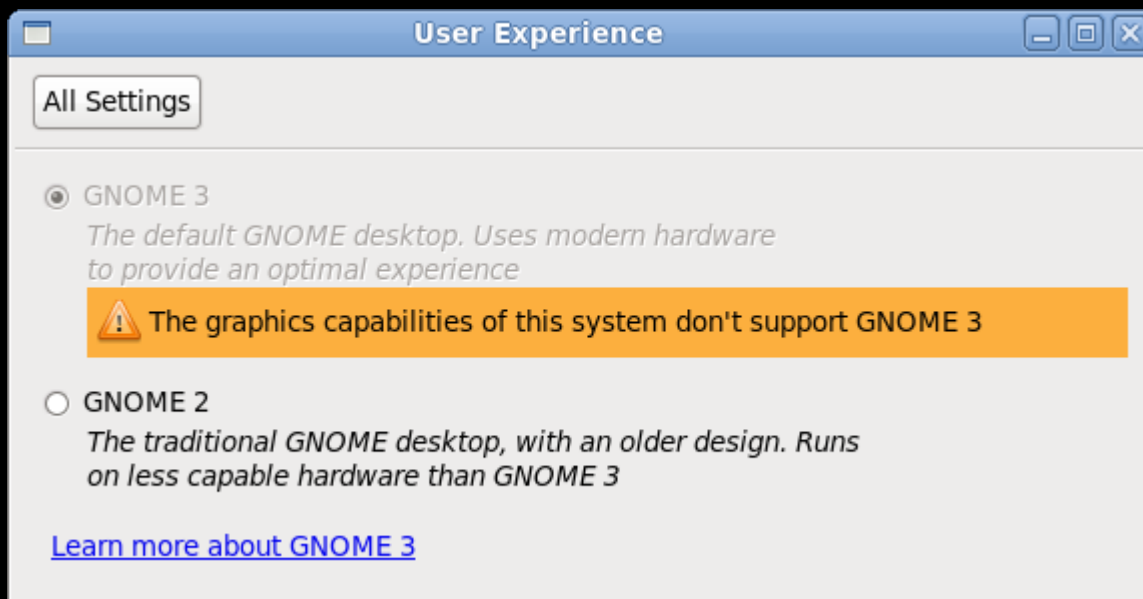 User Experience
All Settings
GNOME 3
The default GNOME desktop. Uses modern hardware
to provide an optimal experience
The graphics capabilities of this system don't support GNOME 3
GNOME 2
The traditional GNOME desktop, with an older design. Runs
on less capable hardware than GNOME 3
Learn more about GNOME 3